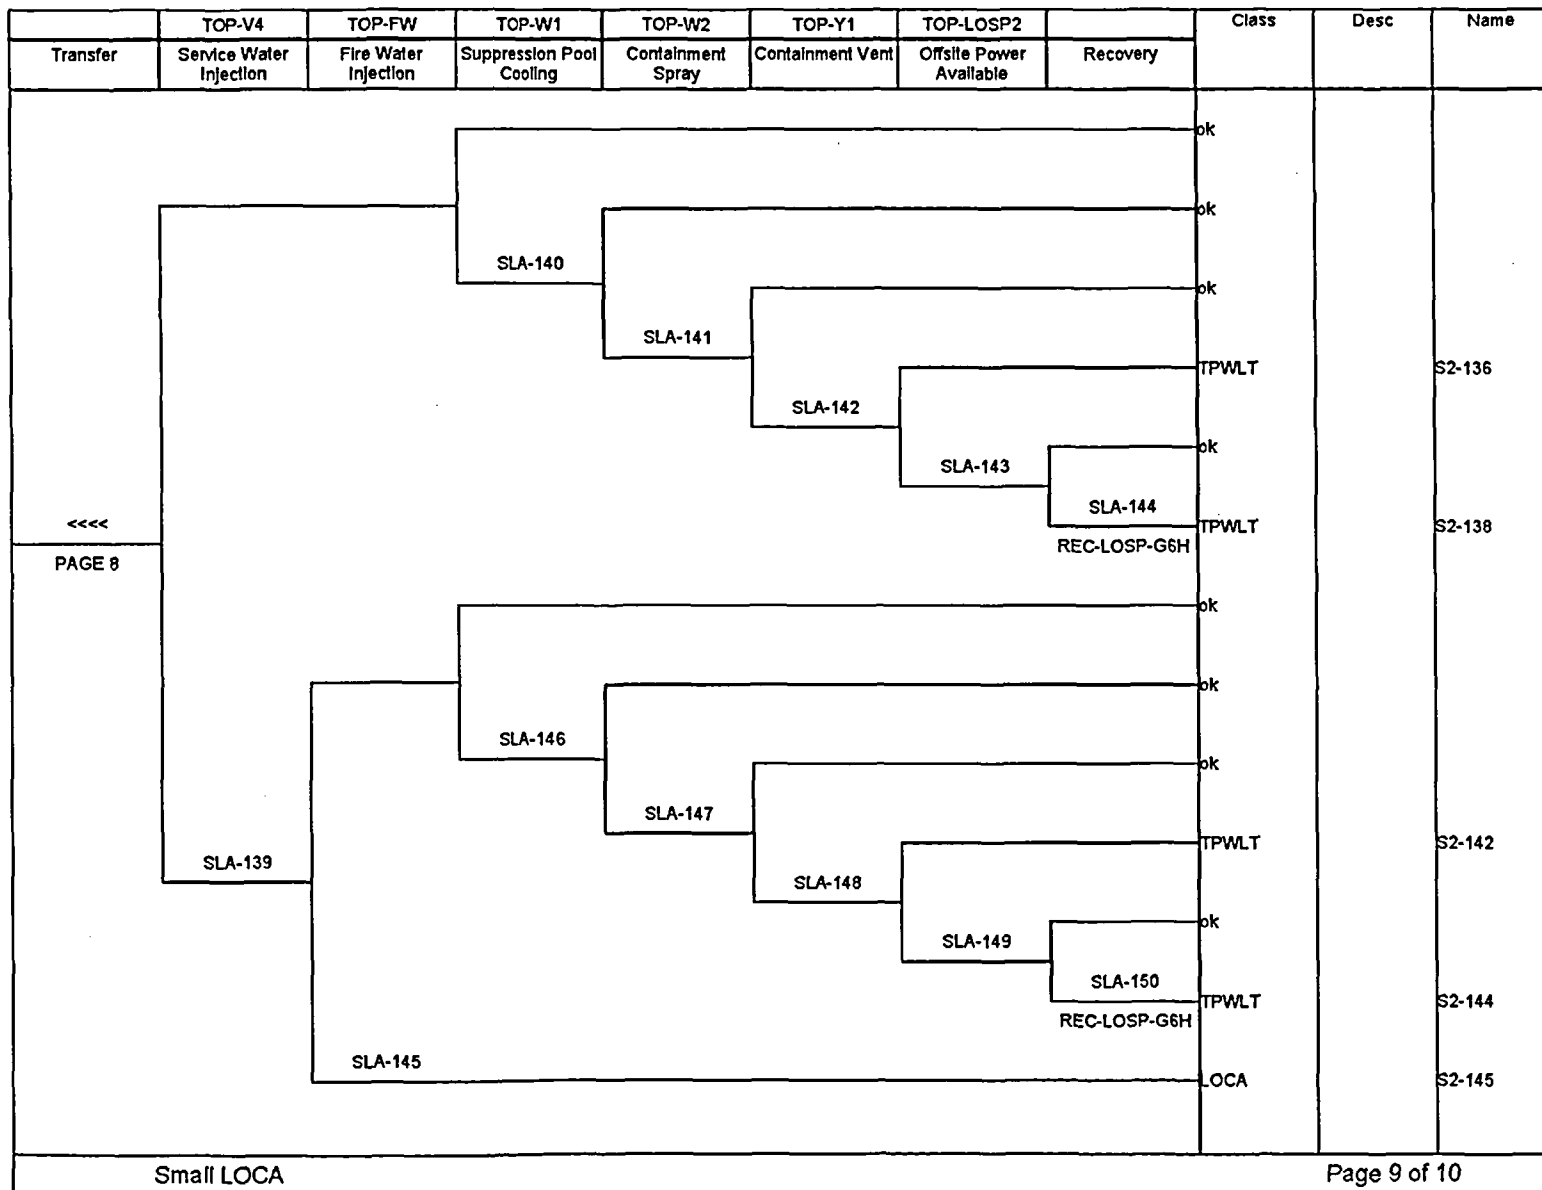 TOP-V4 TOP-FW TOP-W1 TOP-W2 TOP-Y1 TOP-LOSP2 Class Desc Name
Transfer Service Water Fire Water Suppression Pool Containment Containment Vent Offsite Power Recovery
Injection Injection Cooling Spray Available
ok
ok
SLA-140
ok
SLA-141
TPWLT S2-136
SLA-142
ok
SLA-143
SLA-144
<<<< TPWLT S2-138
REC-LOSP-G6H
PAGE 8
ok
ok
SLA-146
ok
SLA-147
TPWLT S2-142
SLA-139
SLA-148
ok
SLA-149
SLA-150
TPWLT S2-144
REC-LOSP-G6H
SLA-145
LOCA S2-145
Small LOCA Page 9 of 10